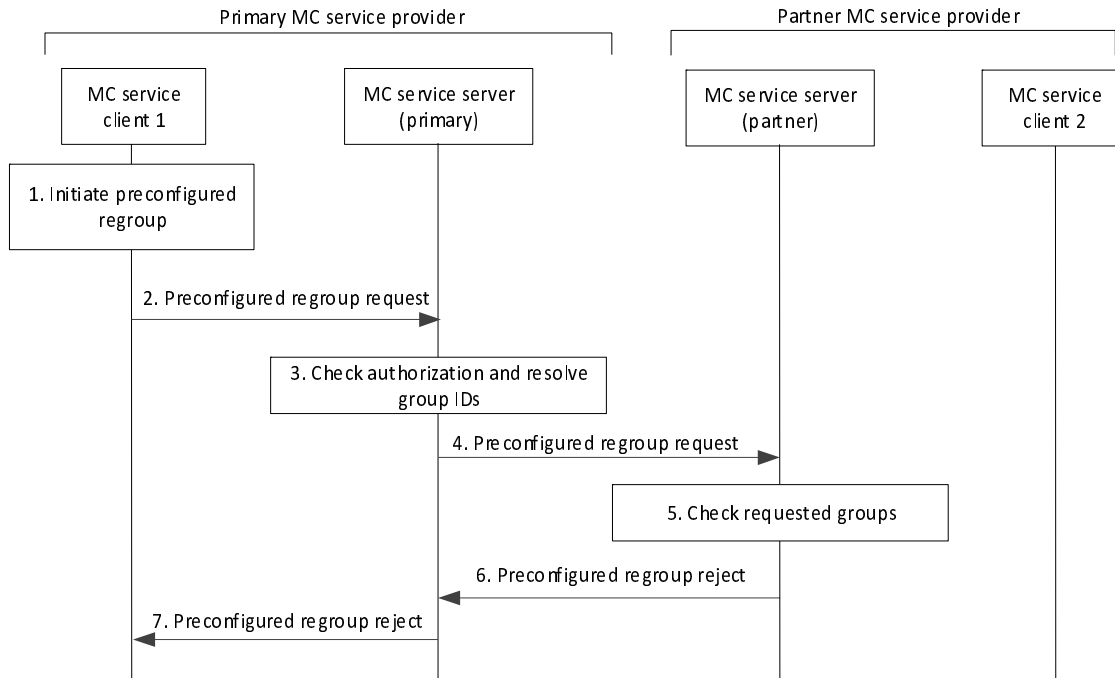 Primary MC service provider
Partner MC service provider
MC service
client 1
MC service server
(primary)
MC service server
(partner)
MC service
client 2
1. Initiate preconfigured
regroup
2. Preconfigured regroup request
3. Check authorization and resolve
group IDs
4. Preconfigured regroup request
5. Check requested groups
6. Preconfigured regroup reject
7. Preconfigured regroup reject